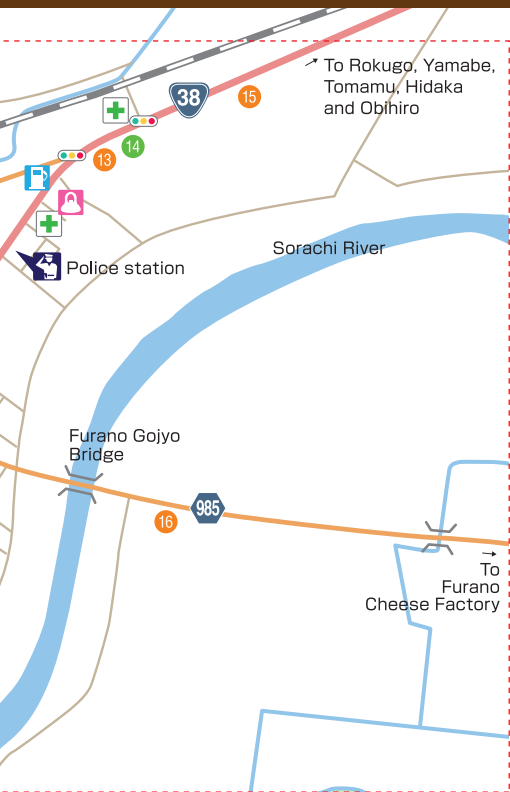 To Rokugo, Yamabe,
Tomamu, Hidaka
and Obihiro
38
15
14
13
Sorachi River
Police station
Furano Gojyo
Bridge
985
16
To
Furano
Cheese Factory